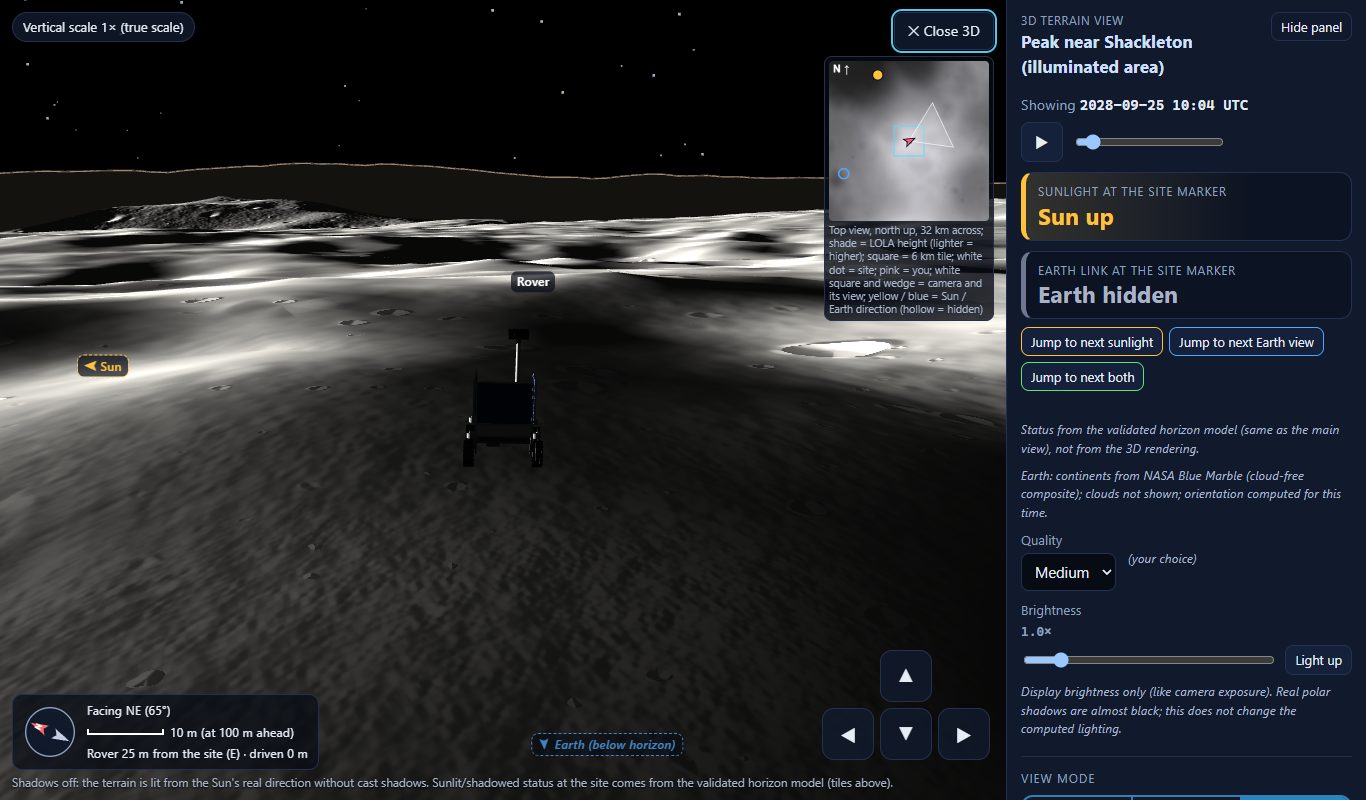 Vertical scale 1× (true scale)
✕ Close 3D
N ↑
Top view, north up, 32 km across;
shade = LOLA height (lighter =
higher); square = 6 km tile; white
dot = site; pink = you; white
square and wedge = camera and
its view; yellow / blue = Sun /
Earth direction (hollow = hidden)
Rover
Sun
Earth (below horizon)
Facing NE (65°)
10 m (at 100 m ahead)
Rover 25 m from the site (E) · driven 0 m
Shadows off: the terrain is lit from the Sun's real direction without cast shadows. Sunlit/shadowed status at the site comes from the validated horizon model (tiles above).
3D TERRAIN VIEW
Hide panel
Peak near Shackleton
(illuminated area)
Showing 2028-09-25 10:04 UTC
SUNLIGHT AT THE SITE MARKER
Sun up
EARTH LINK AT THE SITE MARKER
Earth hidden
Jump to next sunlight
Jump to next Earth view
Jump to next both
Status from the validated horizon model (same as the main
view), not from the 3D rendering.
Earth: continents from NASA Blue Marble (cloud-free
composite); clouds not shown; orientation computed for this
time.
Quality
Medium
(your choice)
Brightness
1.0×
Light up
Display brightness only (like camera exposure). Real polar
shadows are almost black; this does not change the
computed lighting.
VIEW MODE